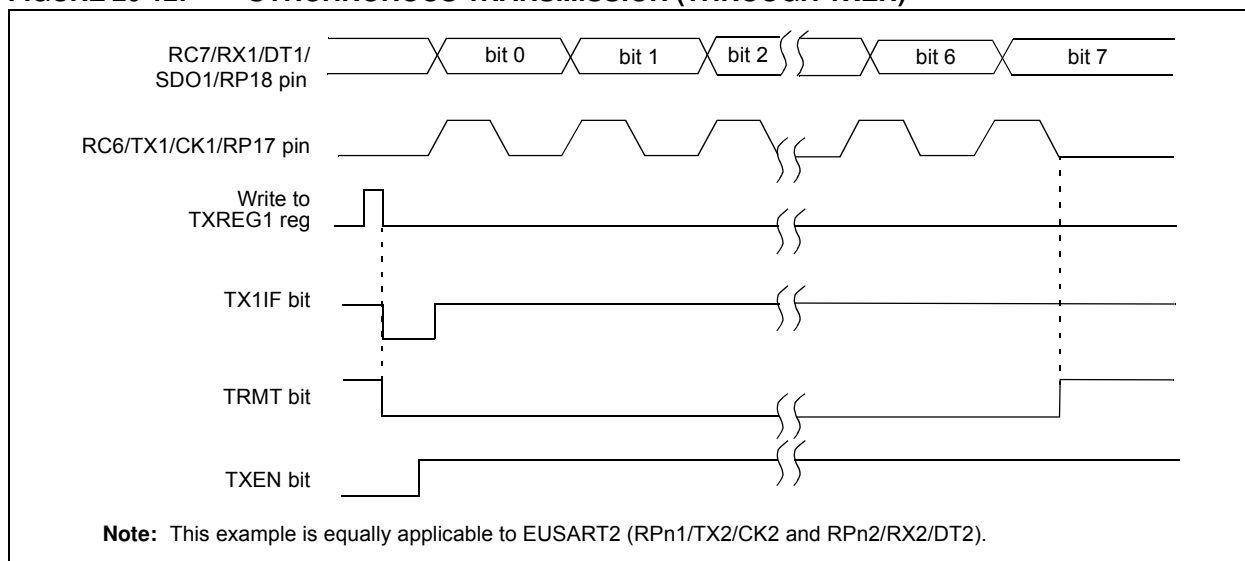 RC7/RX1/DT1/
SDO1/RP18 pin
bit 0
bit 1
bit 2
bit 6
bit 7
RC6/TX1/CK1/RP17 pin
Write to
TXREG1 reg
TX1IF bit
TRMT bit
TXEN bit
Note: This example is equally applicable to EUSART2 (RPn1/TX2/CK2 and RPn2/RX2/DT2).